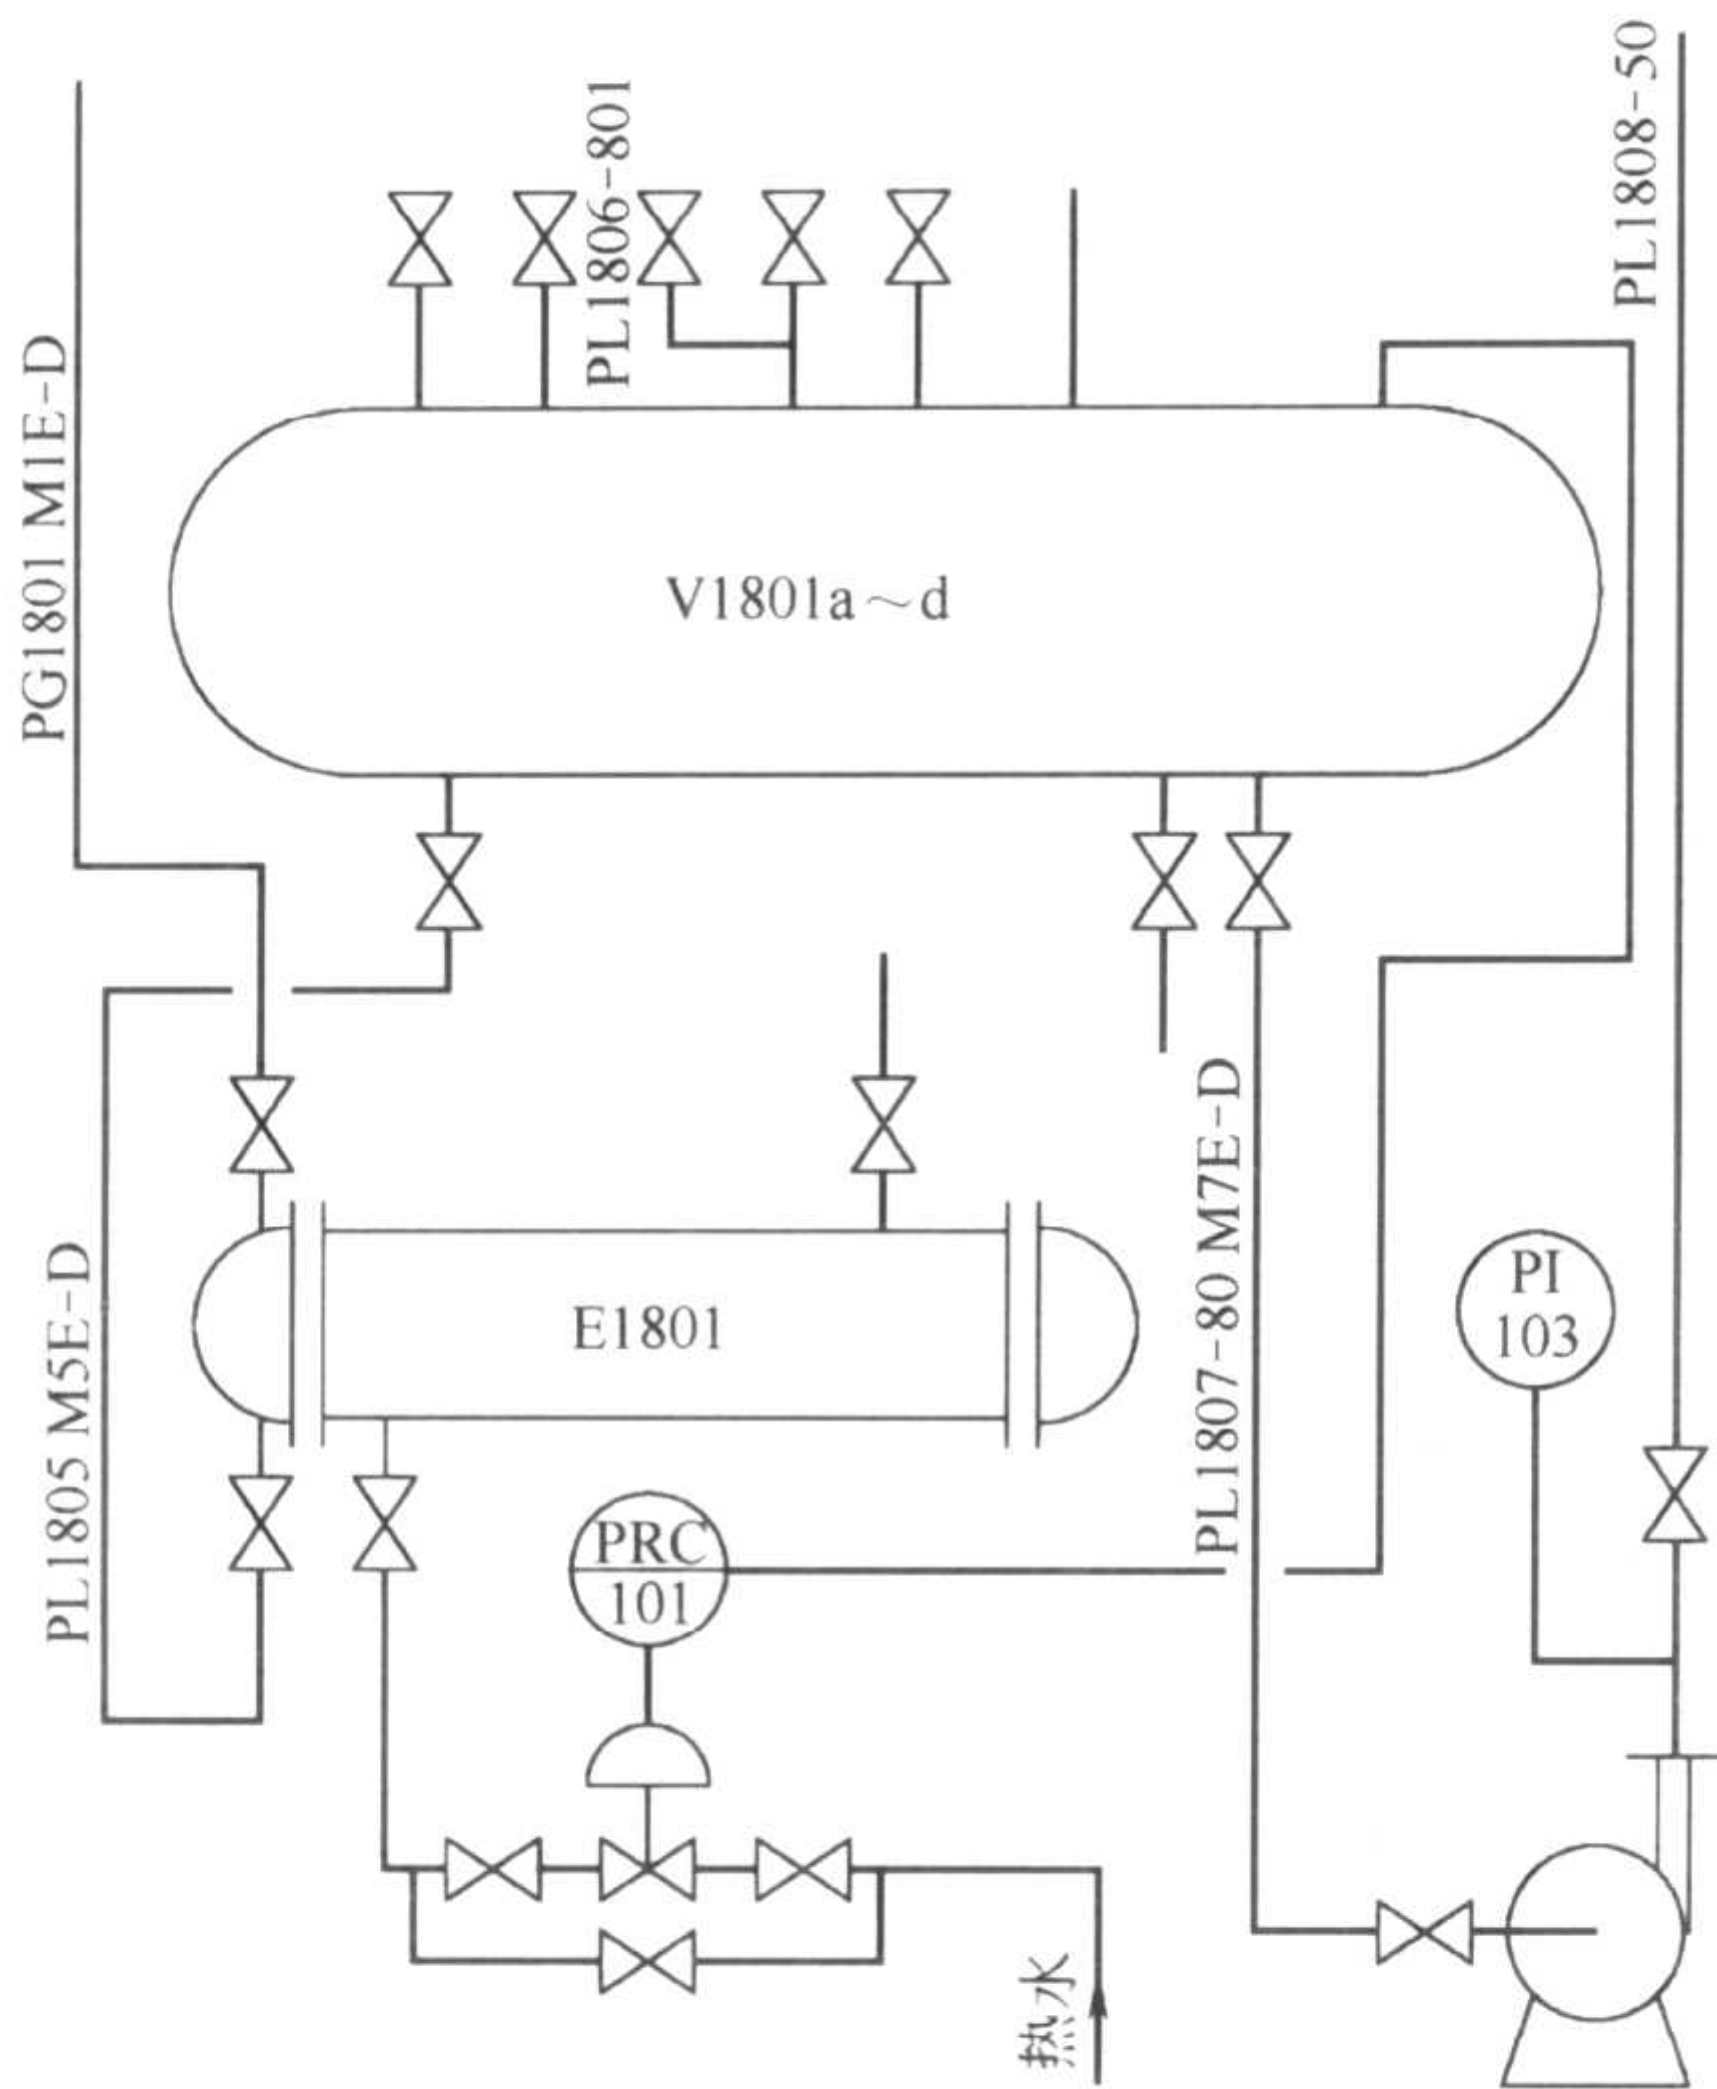 PG1801 M1E-D
PL1806-801
PL1808-50
V1801a～d
PL1805 M5E-D
E1801
PL1807-80 M7E-D
PI
103
PRC
101
热水